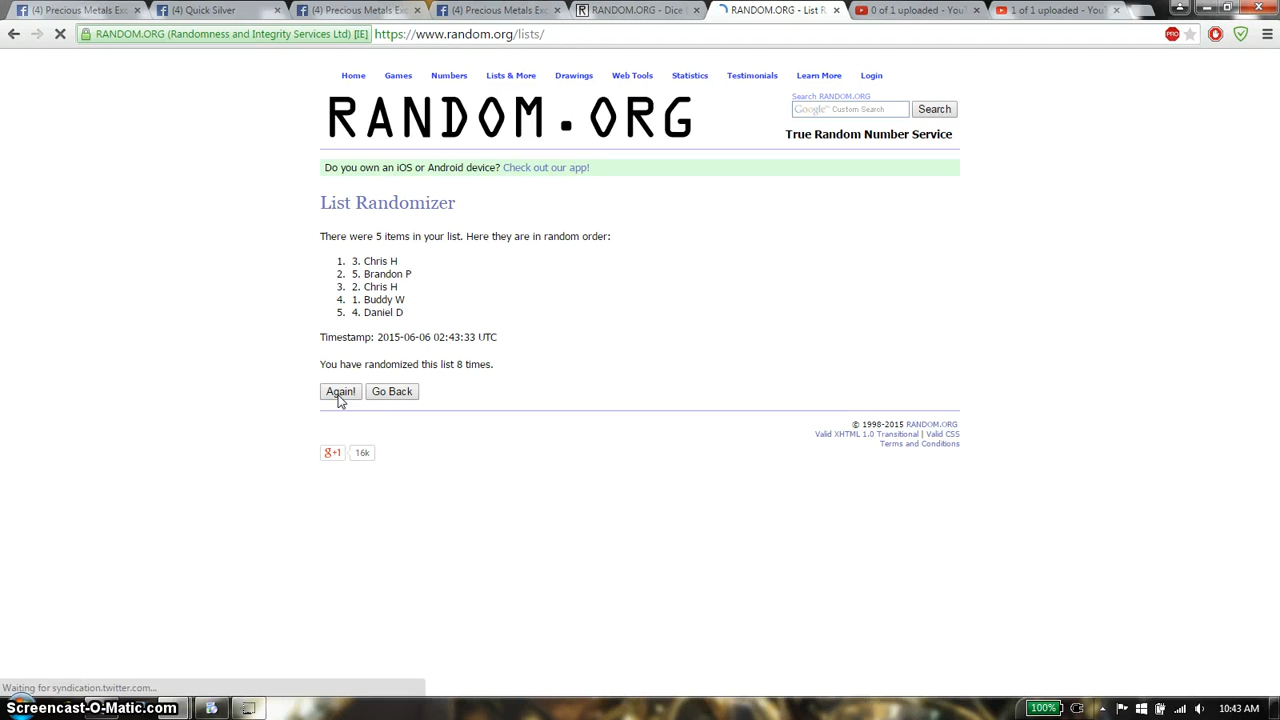 (4) Precious Metals Exc
(4) Quick Silver
(4) Precious Metals Exc
(4) Precious Metals Exc
RANDOM.ORG - Dice
RANDOM.ORG - List R
0 of 1 uploaded - YouT
1 of 1 uploaded - YouT
RANDOM.ORG (Randomness and Integrity Services Ltd) [IE]
https://www.random.org/lists/
PRO
Home Games Numbers Lists & More Drawings Web Tools Statistics Testimonials Learn More Login
RANDOM.ORG
Search RANDOM.ORG
Google™ Custom Search
Search
True Random Number Service
Do you own an iOS or Android device? Check out our app!
List Randomizer
There were 5 items in your list. Here they are in random order:
1. 3. Chris H
2. 5. Brandon P
3. 2. Chris H
4. 1. Buddy W
5. 4. Daniel D
Timestamp: 2015-06-06 02:43:33 UTC
You have randomized this list 8 times.
Again! Go Back
© 1998-2015 RANDOM.ORG
Valid XHTML 1.0 Transitional | Valid CSS
Terms and Conditions
g+1 16k
Waiting for syndication.twitter.com...
Screencast-O-Matic.com
100%
10:43 AM